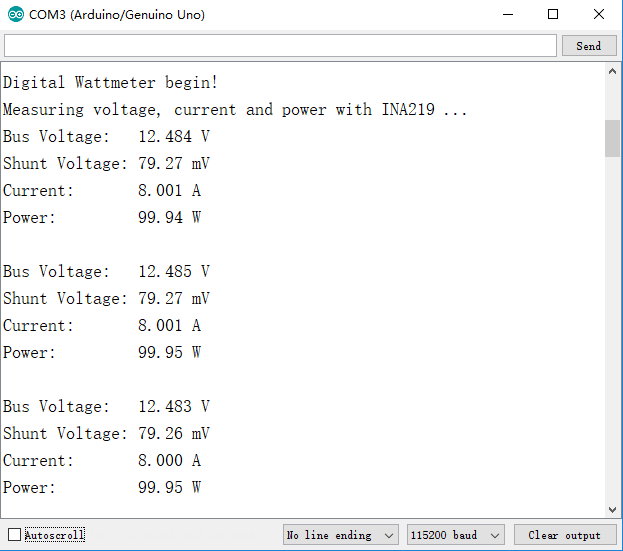 COM3 (Arduino/Genuino Uno)
Send
Digital Wattmeter begin!
Measuring voltage, current and power with INA219 ...
Bus Voltage:   12.484 V
Shunt Voltage: 79.27 mV
Current:       8.001 A
Power:         99.94 W
Bus Voltage:   12.485 V
Shunt Voltage: 79.27 mV
Current:       8.001 A
Power:         99.95 W
Bus Voltage:   12.483 V
Shunt Voltage: 79.26 mV
Current:       8.000 A
Power:         99.95 W
Autoscroll No line ending 115200 baud Clear output